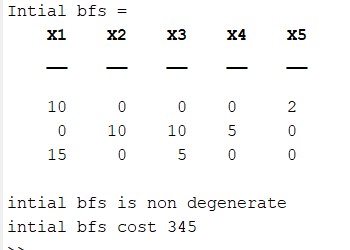 Intial bfs =
X1 X2 X3 X4 X5
__ __ __ __ __
10 0 0 0 2
0 10 10 5 0
15 0 5 0 0
intial bfs is non degenerate
intial bfs cost 345
>>